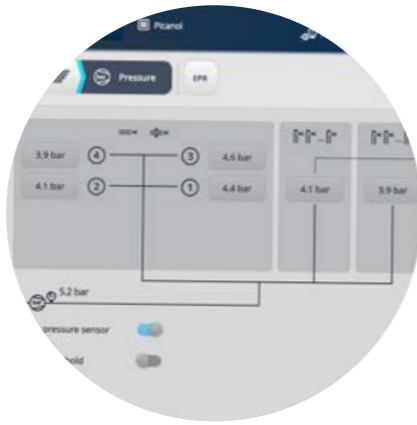 Picanol
Pressure EPR
3.9 bar 4 3 4.6 bar
4.1 bar 2 1 4.4 bar 4.1 bar 3.9 bar
5.2 bar
pressure sensor